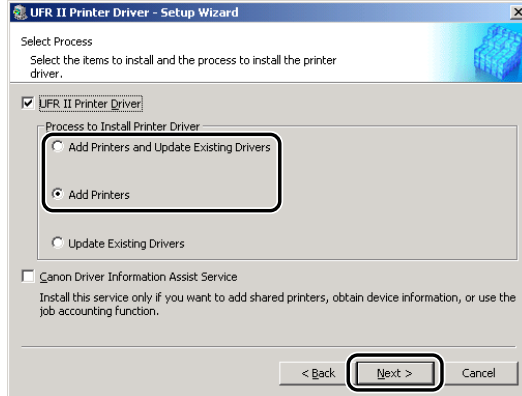 UFR II Printer Driver - Setup Wizard
Select Process
Select the items to install and the process to install the printer
driver.
UFR II Printer Driver
Process to Install Printer Driver
Add Printers and Update Existing Drivers
Add Printers
Update Existing Drivers
Canon Driver Information Assist Service
Install this service only if you want to add shared printers, obtain device information, or use the
job accounting function.
< Back Next > Cancel